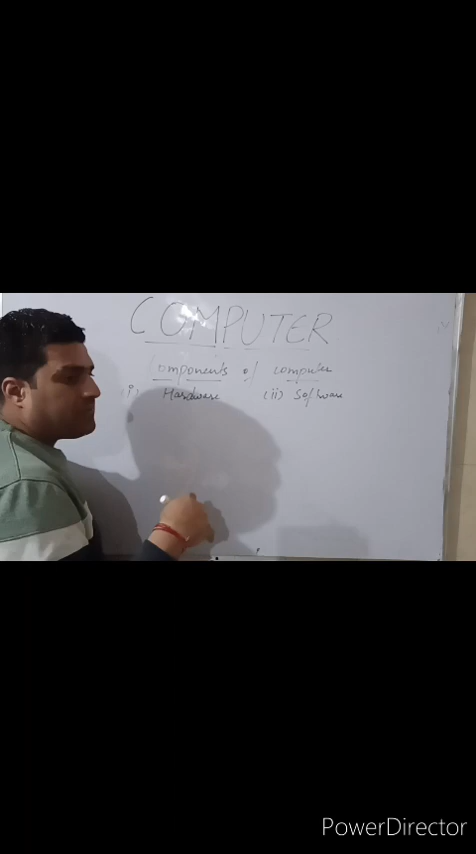 COMPUTER
Components of computer
(i) Hardware (ii) Software
PowerDirector